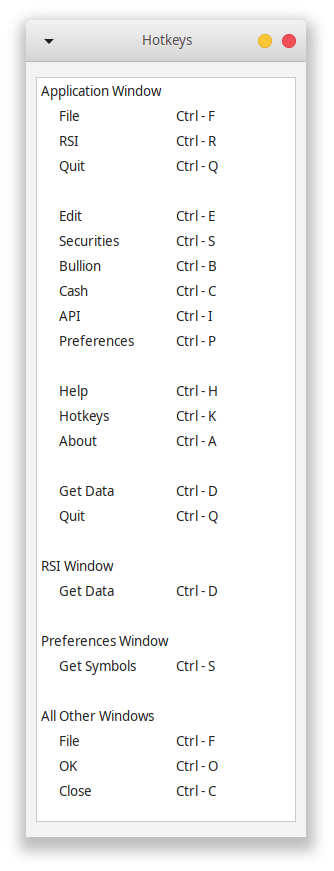 Hotkeys
Application Window
File Ctrl - F
RSI Ctrl - R
Quit Ctrl - Q
Edit Ctrl - E
Securities Ctrl - S
Bullion Ctrl - B
Cash Ctrl - C
API Ctrl - I
Preferences Ctrl - P
Help Ctrl - H
Hotkeys Ctrl - K
About Ctrl - A
Get Data Ctrl - D
Quit Ctrl - Q
RSI Window
Get Data Ctrl - D
Preferences Window
Get Symbols Ctrl - S
All Other Windows
File Ctrl - F
OK Ctrl - O
Close Ctrl - C